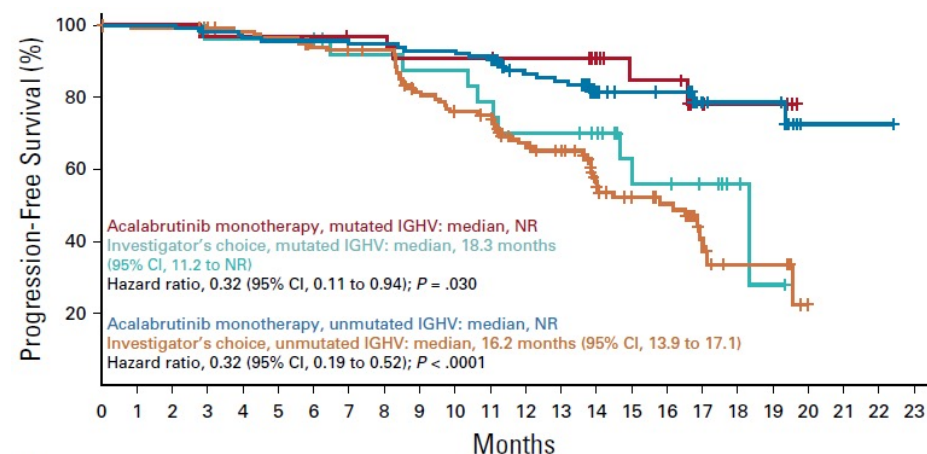 Progression-Free Survival (%)
100
80
60
40
20
Acalabrutinib monotherapy, mutated IGHV: median, NR
Investigator's choice, mutated IGHV: median, 18.3 months
(95% CI, 11.2 to NR)
Hazard ratio, 0.32 (95% CI, 0.11 to 0.94); P = .030
Acalabrutinib monotherapy, unmutated IGHV: median, NR
Investigator's choice, unmutated IGHV: median, 16.2 months (95% CI, 13.9 to 17.1)
Hazard ratio, 0.32 (95% CI, 0.19 to 0.52); P < .0001
0 1 2 3 4 5 6 7 8 9 10 11 12 13 14 15 16 17 18 19 20 21 22 23
Months